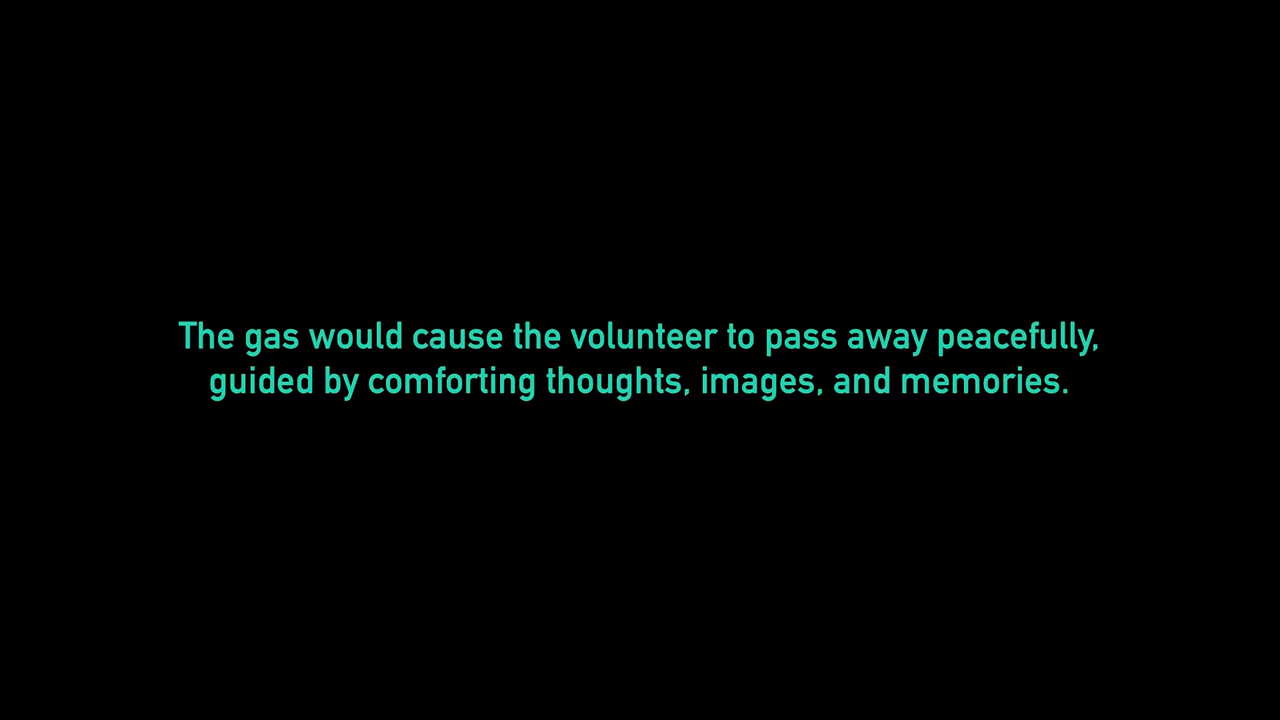 The gas would cause the volunteer to pass away peacefully,
guided by comforting thoughts, images, and memories.